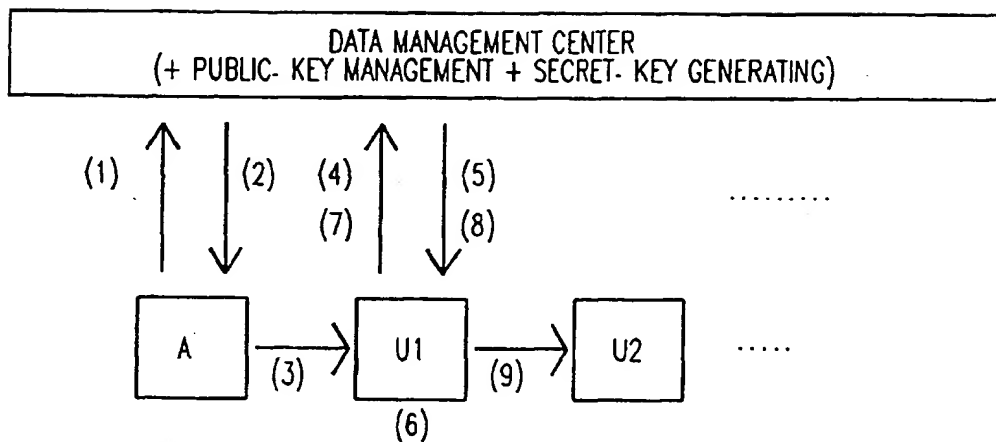 DATA MANAGEMENT CENTER
(+ PUBLIC- KEY MANAGEMENT + SECRET- KEY GENERATING)
(1) (2) (4) (5)
(7) (8) .........
A U1 U2 .....
(3) (9)
(6)